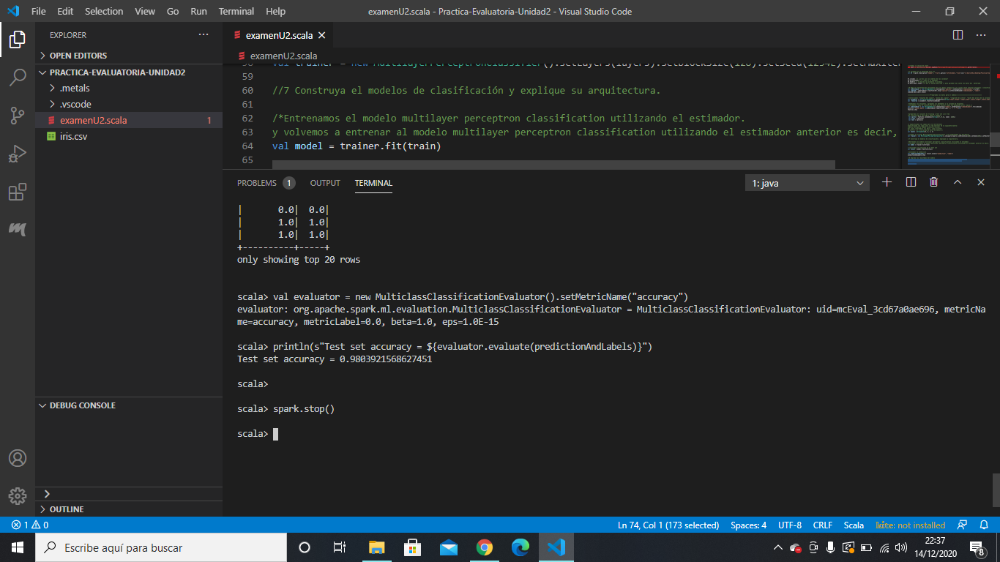 File Edit Selection View Go Run Terminal Help
examenU2.scala - Practica-Evaluatoria-Unidad2 - Visual Studio Code
EXPLORER
OPEN EDITORS
PRACTICA-EVALUATORIA-UNIDAD2
.metals
.vscode
examenU2.scala 1
iris.csv
DEBUG CONSOLE
OUTLINE
examenU2.scala
examenU2.scala
58 val trainer = new MultilayerPerceptronClassifier().setLayers(layers).setBlockSize(128).setSeed(1234L).setMaxIter
59
60 //7 Construya el modelos de clasificación y explique su arquitectura.
61
62 /*Entrenamos el modelo multilayer perceptron classification utilizando el estimador.
63 y volvemos a entrenar al modelo multilayer perceptron classification utilizando el estimador anterior es decir,
64 val model = trainer.fit(train)
65
PROBLEMS 1 OUTPUT TERMINAL
1: java
| 0.0| 0.0|
| 1.0| 1.0|
| 1.0| 1.0|
+----------+-----+
only showing top 20 rows
scala> val evaluator = new MulticlassClassificationEvaluator().setMetricName("accuracy")
evaluator: org.apache.spark.ml.evaluation.MulticlassClassificationEvaluator = MulticlassClassificationEvaluator: uid=mcEval_3cd67a0ae696, metricNa
me=accuracy, metricLabel=0.0, beta=1.0, eps=1.0E-15
scala> println(s"Test set accuracy = ${evaluator.evaluate(predictionAndLabels)}")
Test set accuracy = 0.9803921568627451
scala>
scala> spark.stop()
scala>
1 0
Ln 74, Col 1 (173 selected) Spaces: 4 UTF-8 CRLF Scala kite: not installed
Escribe aquí para buscar
22:37
14/12/2020
8